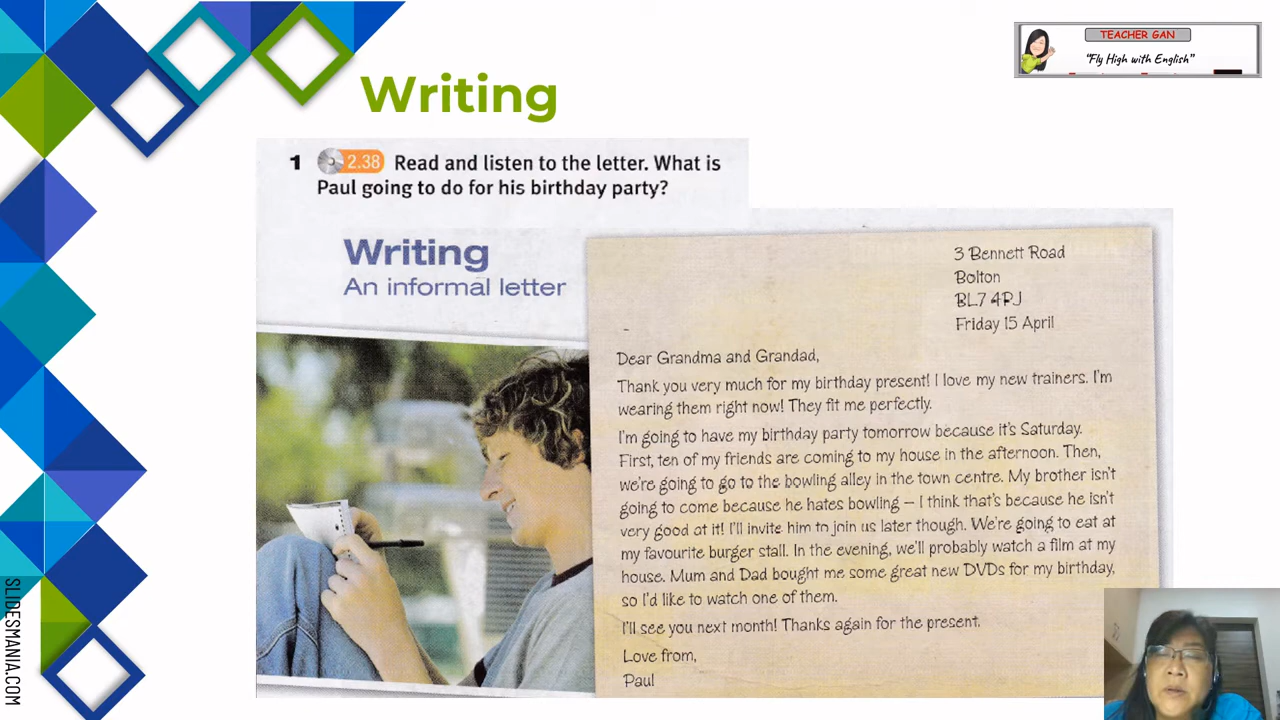 TEACHER GAN
"Fly High with English"
Writing
1 2.38 Read and listen to the letter. What is
Paul going to do for his birthday party?
Writing
An informal letter
3 Bennett Road
Bolton
BL7 4PJ
Friday 15 April
Dear Grandma and Grandad,
Thank you very much for my birthday present! I love my new trainers. I'm
wearing them right now! They fit me perfectly.
I'm going to have my birthday party tomorrow because it's Saturday.
First, ten of my friends are coming to my house in the afternoon. Then,
we're going to go to the bowling alley in the town centre. My brother isn't
going to come because he hates bowling – I think that's because he isn't
very good at it! I'll invite him to join us later though. We're going to eat at
my favourite burger stall. In the evening, we'll probably watch a film at my
house. Mum and Dad bought me some great new DVDs for my birthday,
so I'd like to watch one of them.
I'll see you next month! Thanks again for the present.
Love from,
Paul
SLIDESMANIA.COM